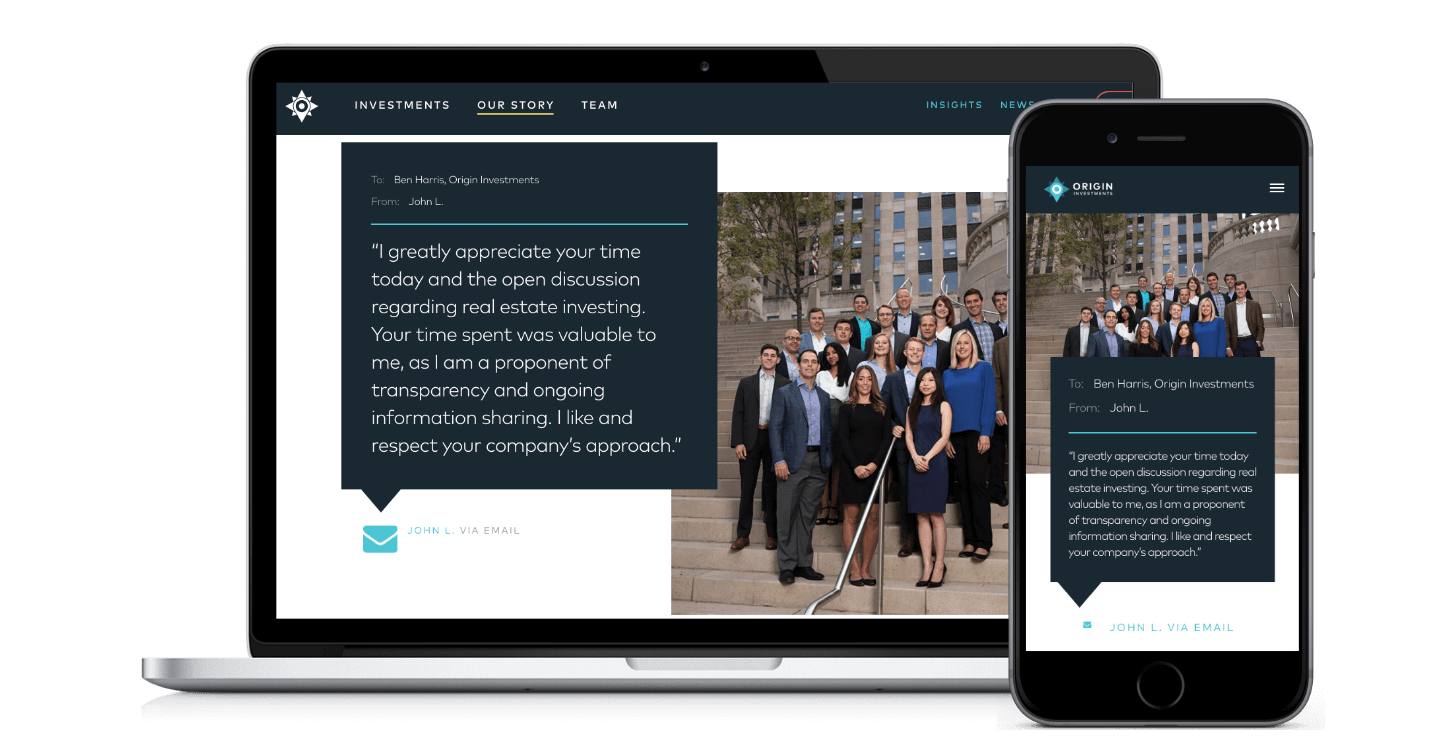 INVESTMENTS OUR STORY TEAM INSIGHTS NEWS
To: Ben Harris, Origin Investments
From: John L.
“I greatly appreciate your time
today and the open discussion
regarding real estate investing.
Your time spent was valuable to
me, as I am a proponent of
transparency and ongoing
information sharing. I like and
respect your company’s approach.”
JOHN L. VIA EMAIL
ORIGIN
INVESTMENTS
To: Ben Harris, Origin Investments
From: John L.
“I greatly appreciate your time today
and the open discussion regarding real
estate investing. Your time spent was
valuable to me, as I am a proponent
of transparency and ongoing
information sharing. I like and respect
your company’s approach.”
JOHN L. VIA EMAIL